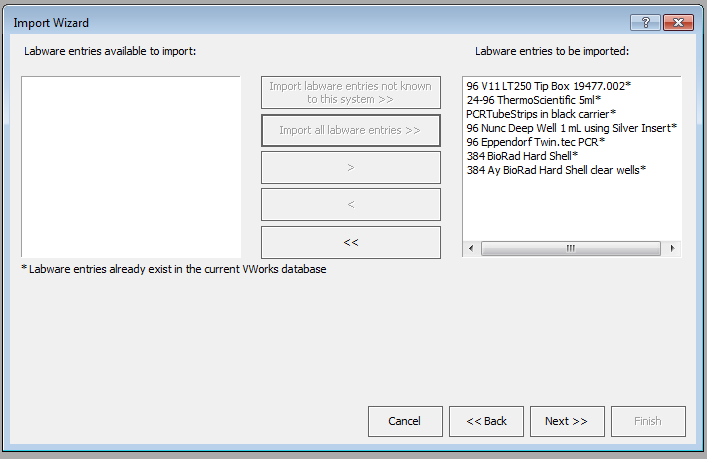 Import Wizard
?
Labware entries available to import:
Labware entries to be imported:
Import labware entries not known
to this system >>
Import all labware entries >>
>
<
<<
96 V11 LT250 Tip Box 19477.002*
24-96 ThermoScientific 5ml*
PCRTubeStrips in black carrier*
96 Nunc Deep Well 1 mL using Silver Insert*
96 Eppendorf Twin.tec PCR*
384 BioRad Hard Shell*
384 Ay BioRad Hard Shell clear wells*
* Labware entries already exist in the current VWorks database
Cancel
<< Back
Next >>
Finish